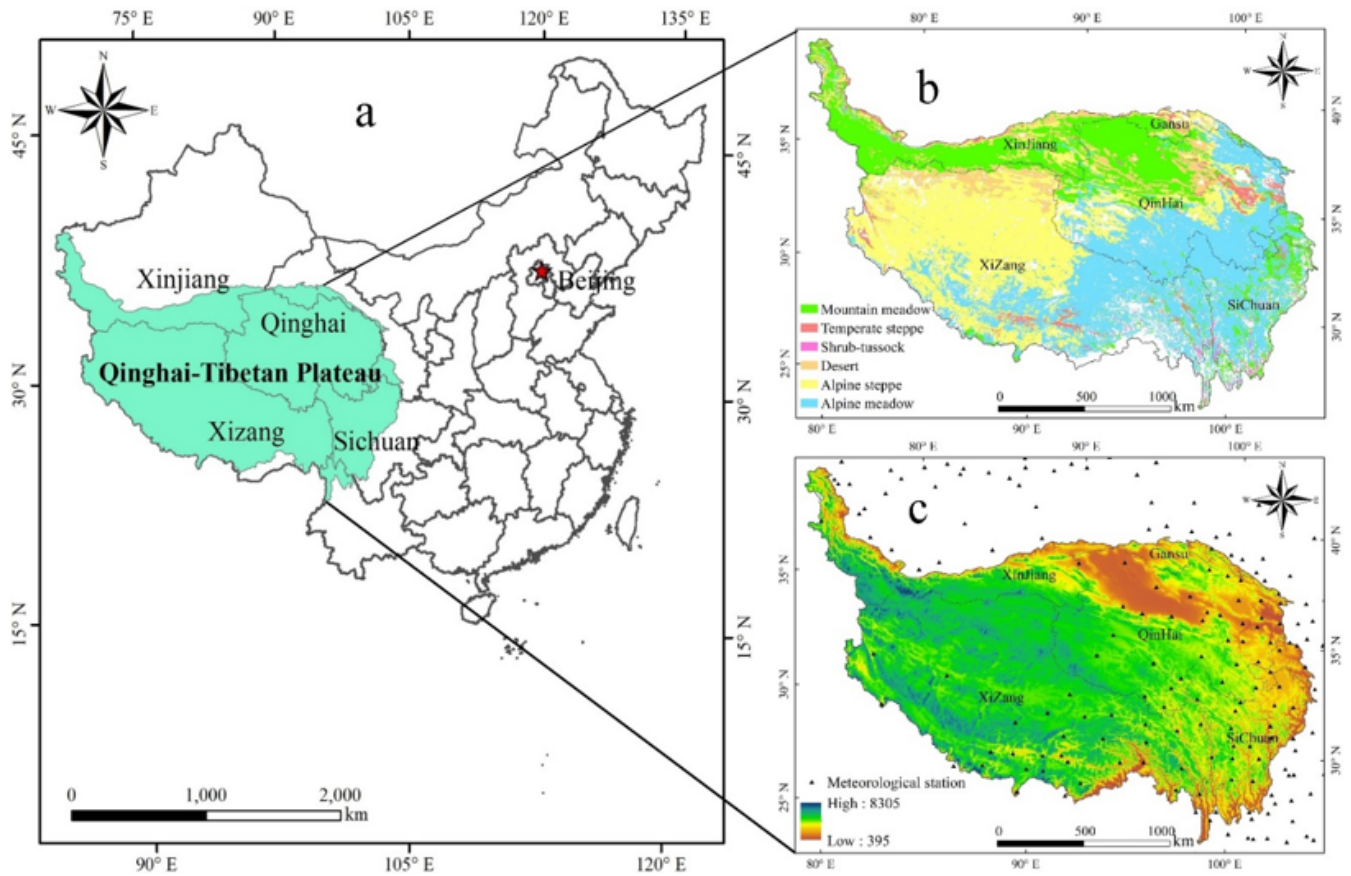 75° E 90° E 105° E 120° E 135° E
a
N
W E
S
45° N
45° N
30° N
30° N
15° N
15° N
Xinjiang
Beijing
Qinghai
Qinghai-Tibetan Plateau
Xizang
Sichuan
0 1,000 2,000
km
90° E 105° E 120° E
80° E 90° E 100° E
b
N
W E
S
40° N
35° N
35° N
30° N
30° N
25° N
Gansu
XinJiang
QinHai
XiZang
SiChuan
Mountain meadow
Temperate steppe
Shrub-tussock
Desert
Alpine steppe
Alpine meadow
0 500 1000
km
80° E 90° E 100° E
80° E 90° E 100° E
c
N
W E
S
40° N
35° N
35° N
30° N
30° N
25° N
Gansu
XinJiang
QinHai
XiZang
SiChuan
Meteorological station
High : 8305
Low : 395
0 500 1000
km
80° E 90° E 100° E